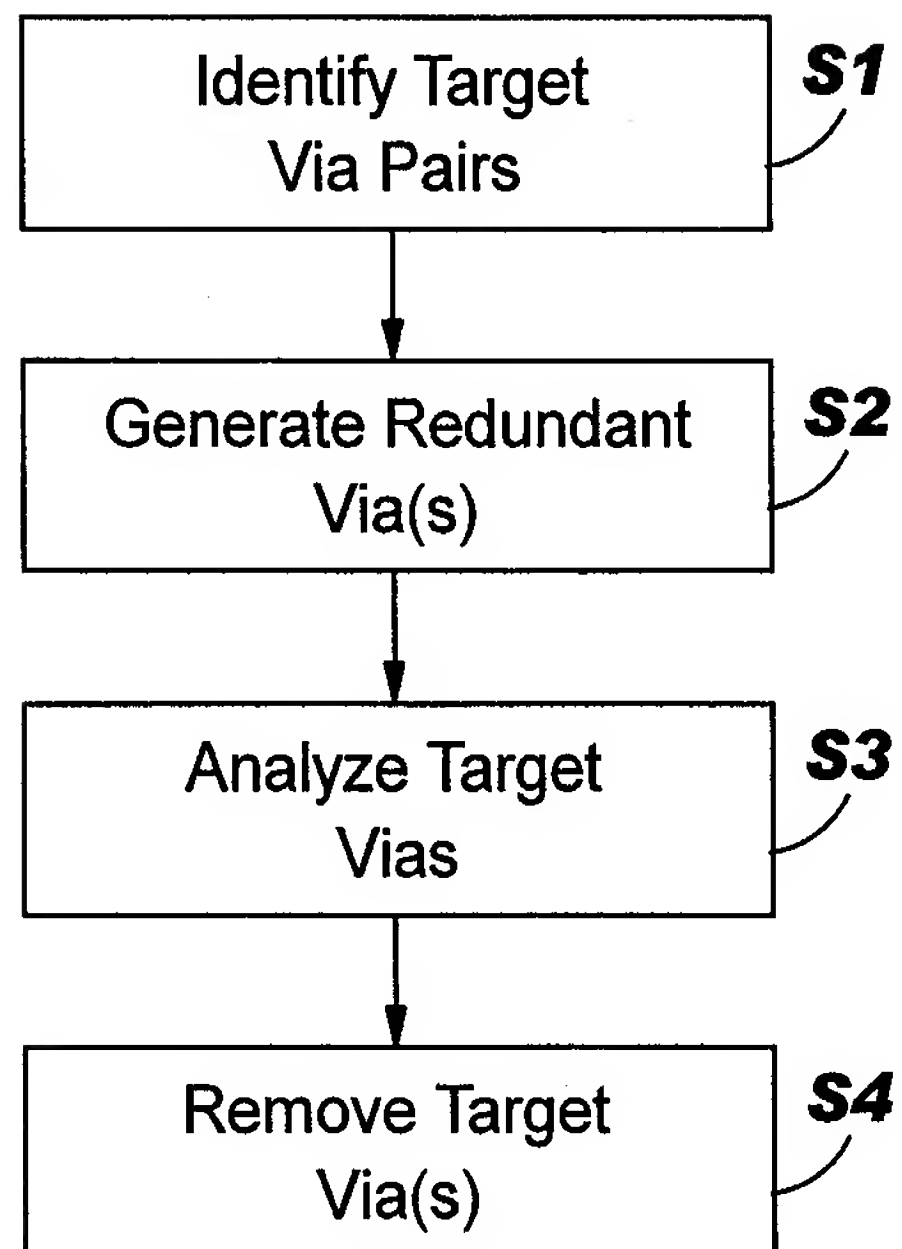 Identify Target
Via Pairs
S1
Generate Redundant
Via(s)
S2
Analyze Target
Vias
S3
Remove Target
Via(s)
S4